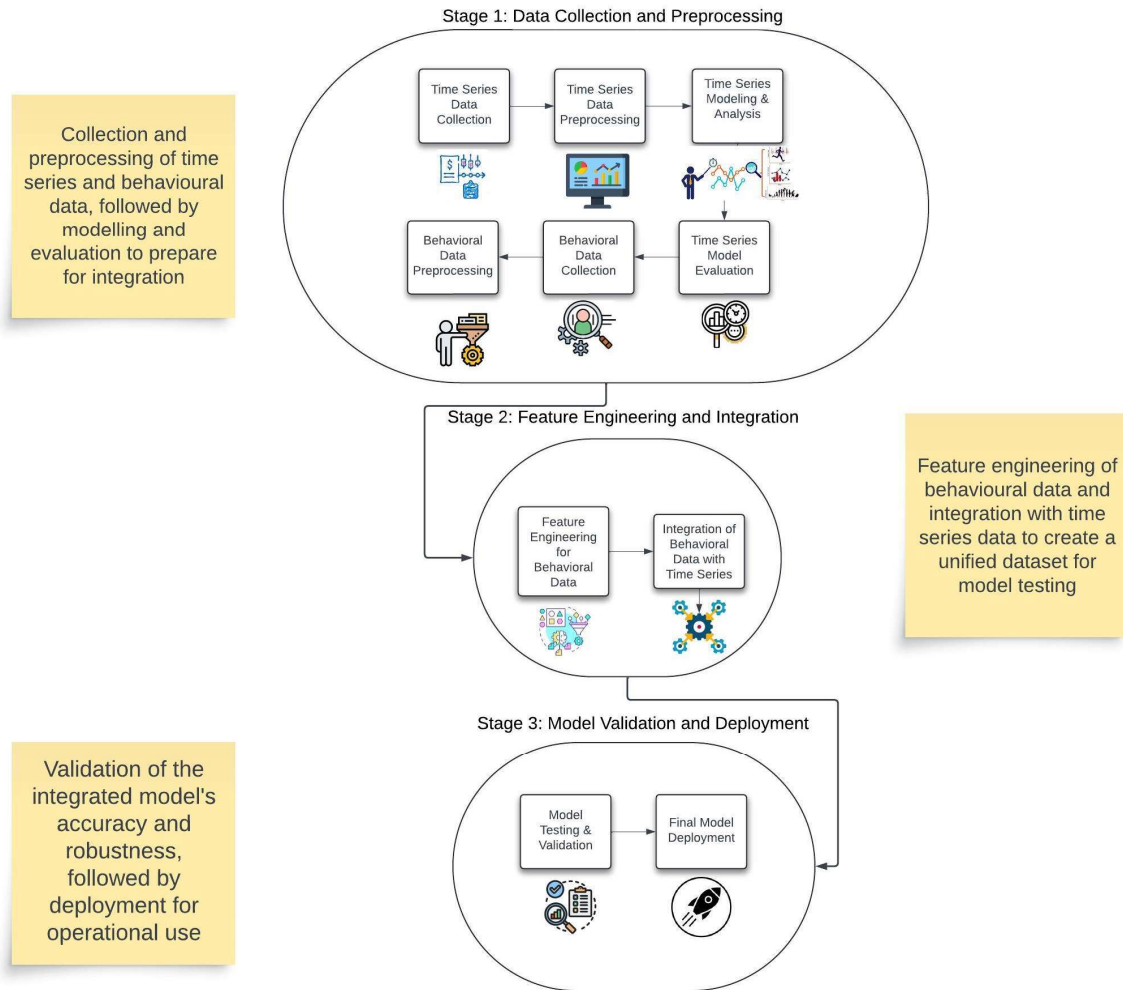 Stage 1: Data Collection and Preprocessing
Time Series
Data
Collection
Time Series
Data
Preprocessing
Time Series
Modeling &
Analysis
Collection and
preprocessing of time
series and behavioural
data, followed by
modelling and
evaluation to prepare
for integration
Behavioral
Data
Preprocessing
Behavioral
Data
Collection
Time Series
Model
Evaluation
Stage 2: Feature Engineering and Integration
Feature
Engineering
for
Behavioral
Data
Integration of
Behavioral
Data with
Time Series
Feature engineering of
behavioural data and
integration with time
series data to create a
unified dataset for
model testing
Stage 3: Model Validation and Deployment
Validation of the
integrated model's
accuracy and
robustness,
followed by
deployment for
operational use
Model
Testing &
Validation
Final Model
Deployment